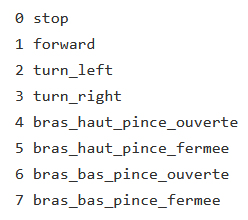 0 stop
1 forward
2 turn_left
3 turn_right
4 bras_haut_pince_ouverte
5 bras_haut_pince_fermee
6 bras_bas_pince_ouverte
7 bras_bas_pince_fermee